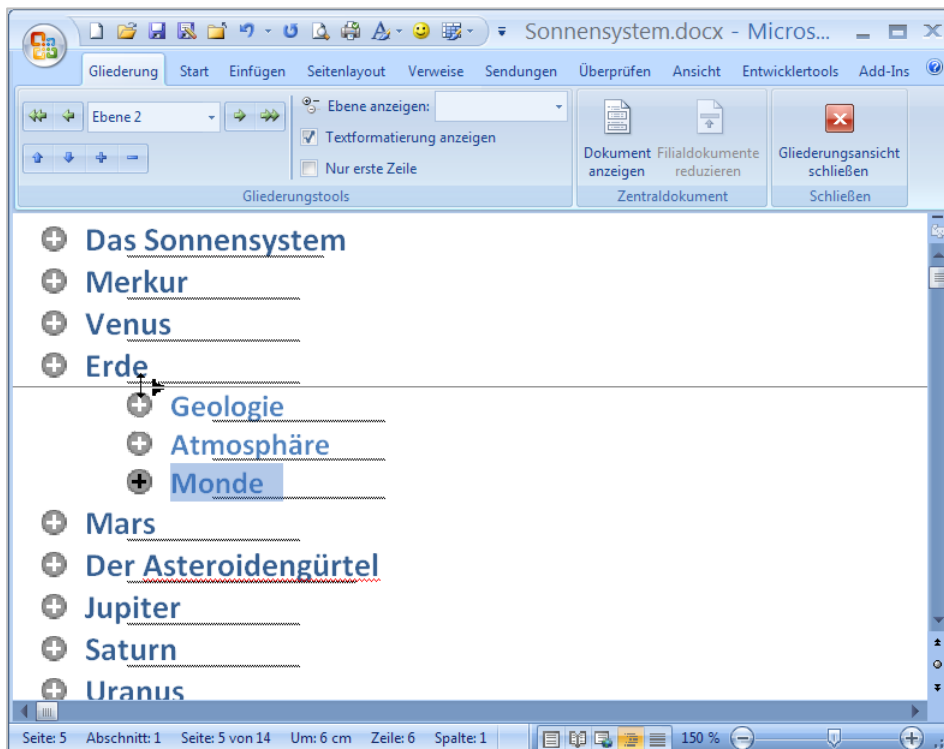 Sonnensystem.docx - Micros...
Gliederung Start Einfügen Seitenlayout Verweise Sendungen Überprüfen Ansicht Entwicklertools Add-Ins
Ebene 2
Ebene anzeigen:
Textformatierung anzeigen
Nur erste Zeile
Gliederungstools
Dokument anzeigen
Filialdokumente reduzieren
Zentraldokument
Gliederungsansicht schließen
Schließen
Das Sonnensystem
Merkur
Venus
Erde
Geologie
Atmosphäre
Monde
Mars
Der Asteroidengürtel
Jupiter
Saturn
Uranus
Seite: 5 Abschnitt: 1 Seite: 5 von 14 Um: 6 cm Zeile: 6 Spalte: 1 150 %